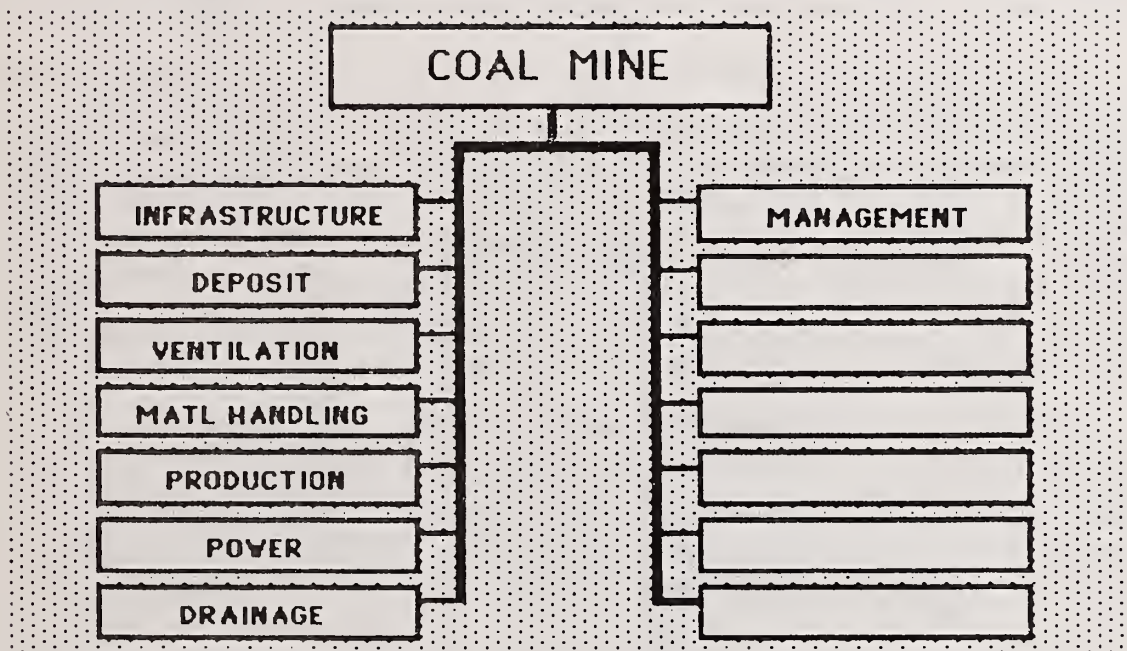 COAL MINE
INFRASTRUCTURE
DEPOSIT
VENTILATION
MATL HANDLING
PRODUCTION
POWER
DRAINAGE
MANAGEMENT